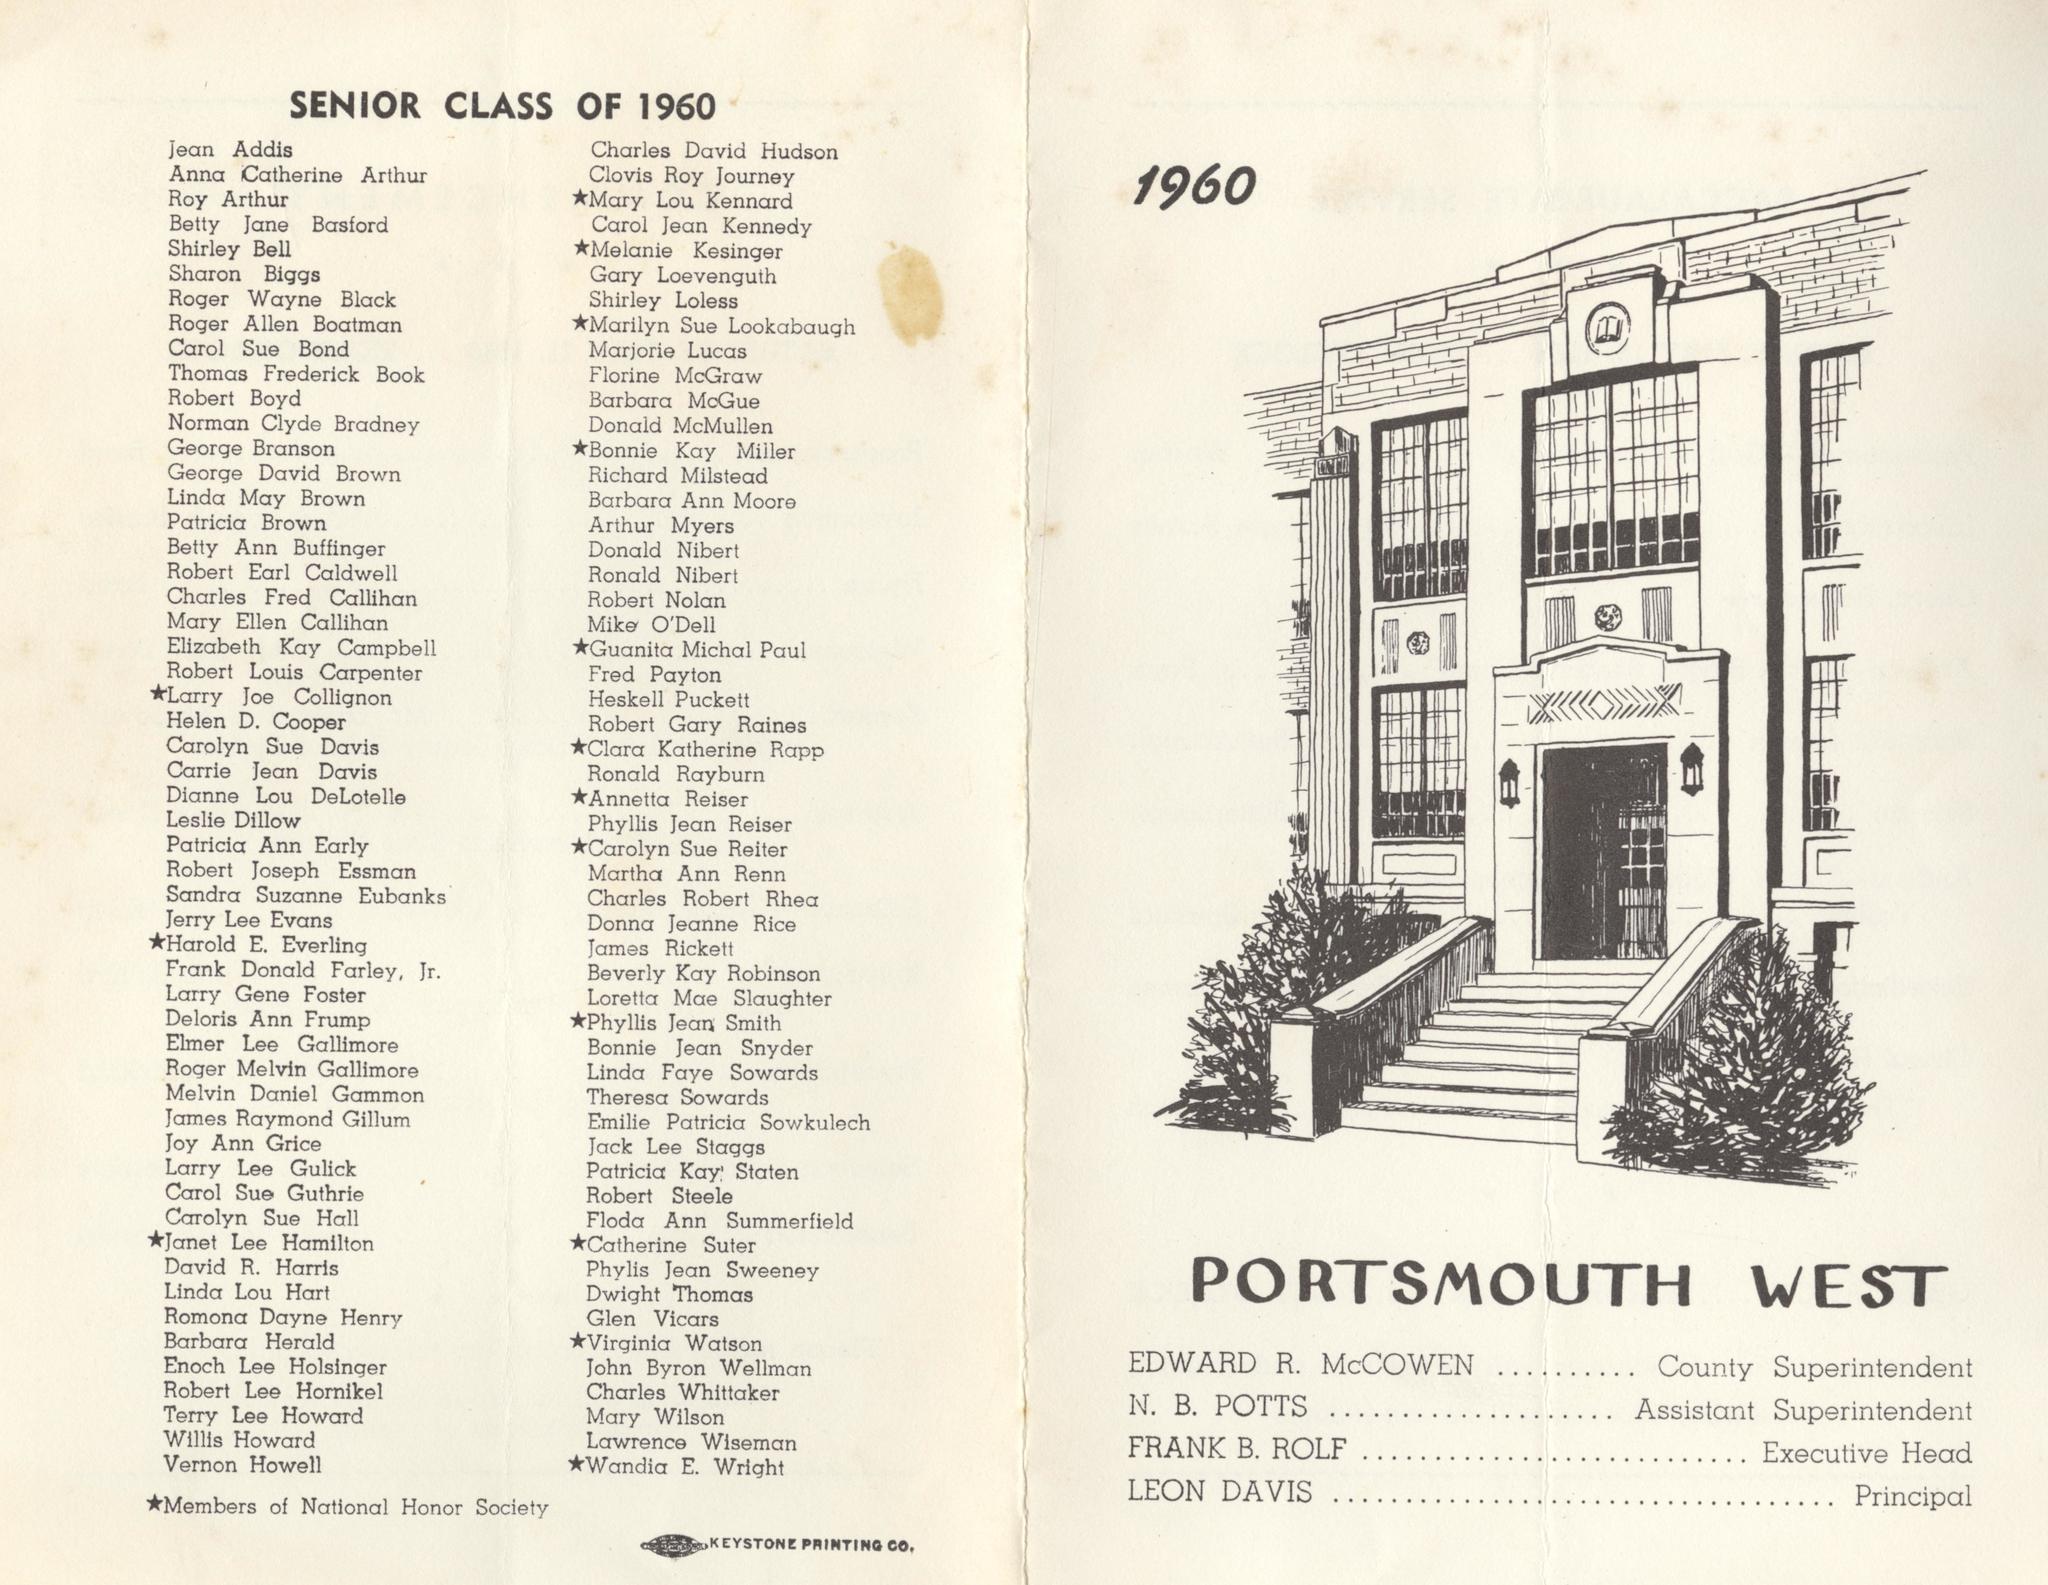 SENIOR CLASS OF 1960
Jean Addis
Anna Catherine Arthur
Roy Arthur
Betty Jane Basford
Shirley Bell
Sharon Biggs
Roger Wayne Black
Roger Allen Boatman
Carol Sue Bond
Thomas Frederick Book
Robert Boyd
Norman Clyde Bradney
George Branson
George David Brown
Linda May Brown
Patricia Brown
Betty Ann Buffinger
Robert Earl Caldwell
Charles Fred Callihan
Mary Ellen Callihan
Elizabeth Kay Campbell
Robert Louis Carpenter
★Larry Joe Collignon
Helen D. Cooper
Carolyn Sue Davis
Carrie Jean Davis
Dianne Lou DeLotelle
Leslie Dillow
Patricia Ann Early
Robert Joseph Essman
Sandra Suzanne Eubanks
Jerry Lee Evans
★Harold E. Everling
Frank Donald Farley, Jr.
Larry Gene Foster
Deloris Ann Frump
Elmer Lee Gallimore
Roger Melvin Gallimore
Melvin Daniel Gammon
James Raymond Gillum
Joy Ann Grice
Larry Lee Gulick
Carol Sue Guthrie
Carolyn Sue Hall
★Janet Lee Hamilton
David R. Harris
Linda Lou Hart
Romona Dayne Henry
Barbara Herald
Enoch Lee Holsinger
Robert Lee Hornikel
Terry Lee Howard
Willis Howard
Vernon Howell
Charles David Hudson
Clovis Roy Journey
★Mary Lou Kennard
Carol Jean Kennedy
★Melanie Kesinger
Gary Loevenguth
Shirley Loless
★Marilyn Sue Lookabaugh
Marjorie Lucas
Florine McGraw
Barbara McGue
Donald McMullen
★Bonnie Kay Miller
Richard Milstead
Barbara Ann Moore
Arthur Myers
Donald Nibert
Ronald Nibert
Robert Nolan
Mike O'Dell
★Guanita Michal Paul
Fred Payton
Heskell Puckett
Robert Gary Raines
★Clara Katherine Rapp
Ronald Rayburn
★Annetta Reiser
Phyllis Jean Reiser
★Carolyn Sue Reiter
Martha Ann Renn
Charles Robert Rhea
Donna Jeanne Rice
James Rickett
Beverly Kay Robinson
Loretta Mae Slaughter
★Phyllis Jean Smith
Bonnie Jean Snyder
Linda Faye Sowards
Theresa Sowards
Emilie Patricia Sowkulech
Jack Lee Staggs
Patricia Kay Staten
Robert Steele
Floda Ann Summerfield
★Catherine Suter
Phylis Jean Sweeney
Dwight Thomas
Glen Vicars
★Virginia Watson
John Byron Wellman
Charles Whittaker
Mary Wilson
Lawrence Wiseman
★Wandia E. Wright
★Members of National Honor Society
KEYSTONE PRINTING CO.
1960
PORTSMOUTH WEST
EDWARD R. McCOWEN .......... County Superintendent
N. B. POTTS .................... Assistant Superintendent
FRANK B. ROLF ........................... Executive Head
LEON DAVIS ................................... Principal